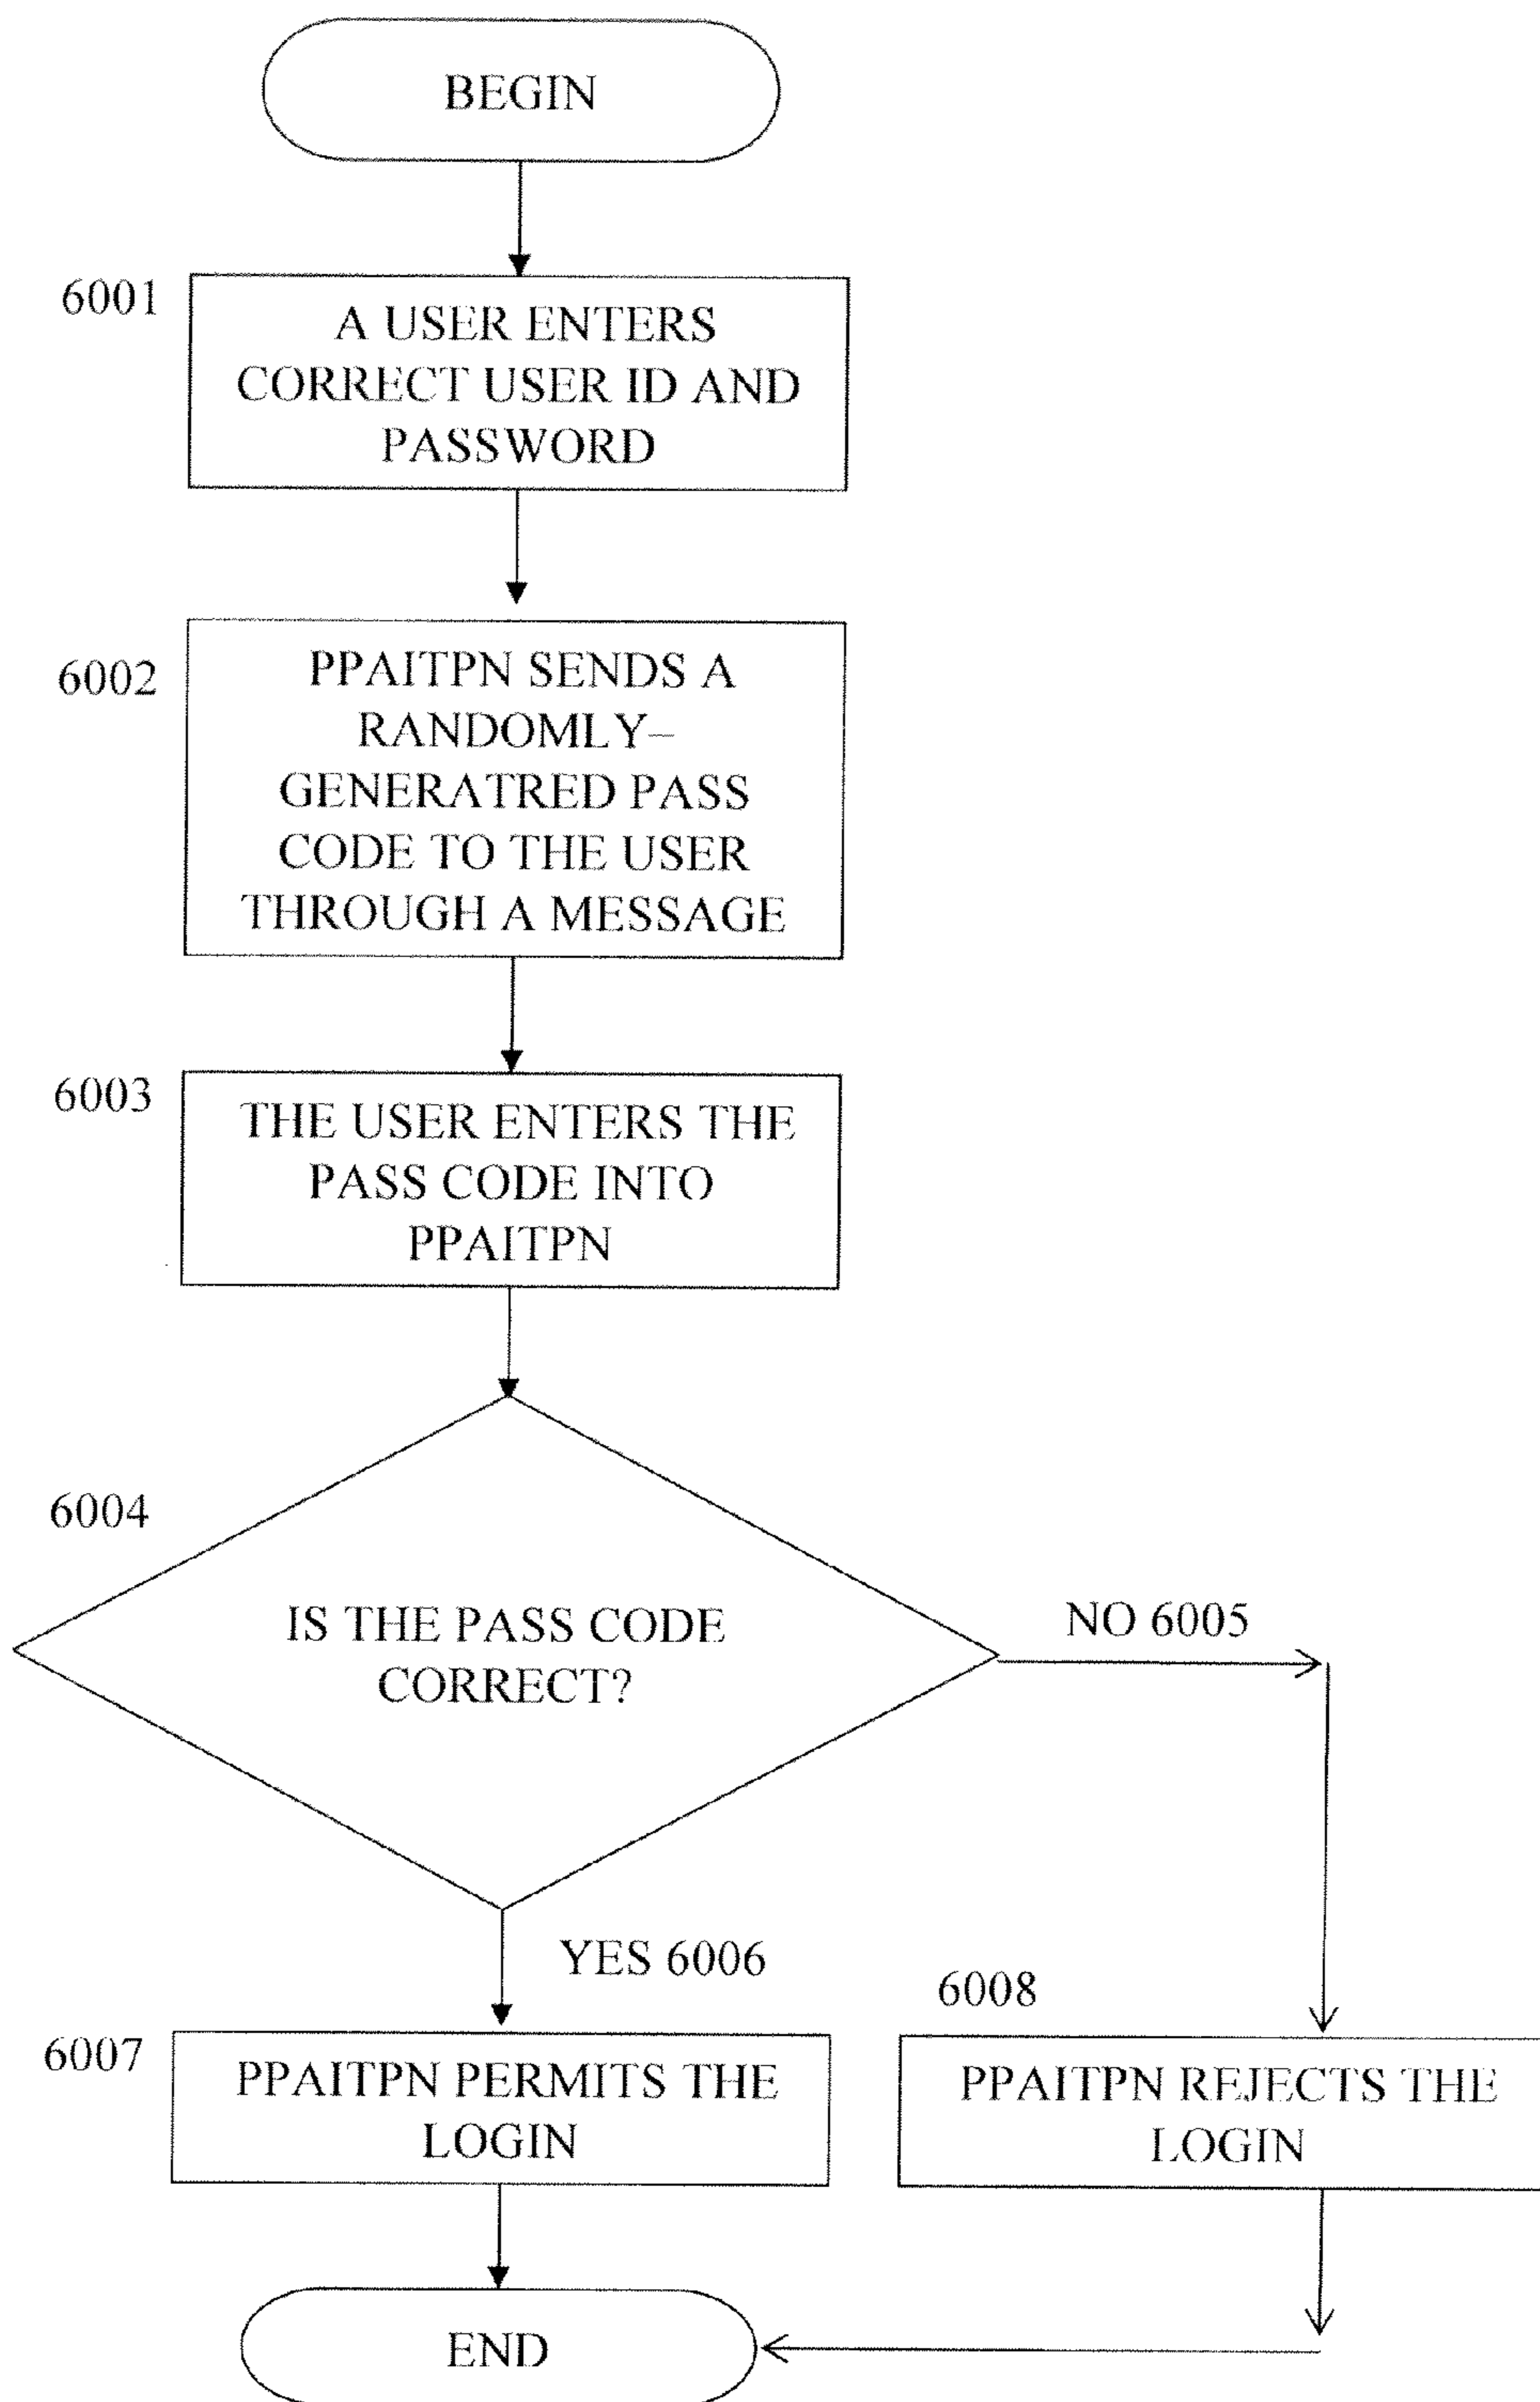 BEGIN
6001
A USER ENTERS
CORRECT USER ID AND
PASSWORD
6002
PPAITPN SENDS A
RANDOMLY–
GENERATRED PASS
CODE TO THE USER
THROUGH A MESSAGE
6003
THE USER ENTERS THE
PASS CODE INTO
PPAITPN
6004
IS THE PASS CODE
CORRECT?
NO 6005
YES 6006
6007
PPAITPN PERMITS THE
LOGIN
6008
PPAITPN REJECTS THE
LOGIN
END